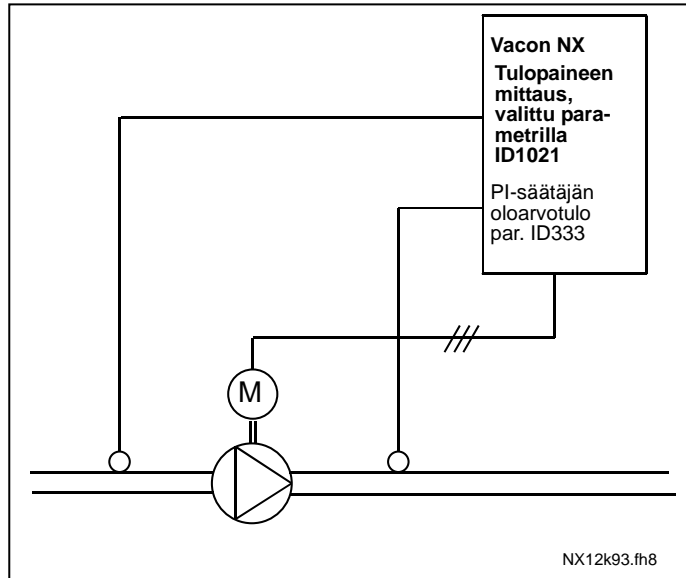 Vacon NX
Tulopaineen
mittaus,
valittu para-
metrilla
ID1021
PI-säätäjän
oloarvotulo
par. ID333
M
NX12k93.fh8